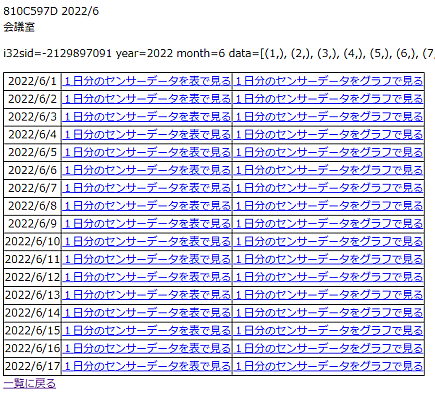 810C597D 2022/6
会議室
i32sid=-2129897091 year=2022 month=6 data=[(1,), (2,), (3,), (4,), (5,), (6,), (7,
2022/6/1 １日分のセンサーデータを表で見る １日分のセンサーデータをグラフで見る
2022/6/2 １日分のセンサーデータを表で見る １日分のセンサーデータをグラフで見る
2022/6/3 １日分のセンサーデータを表で見る １日分のセンサーデータをグラフで見る
2022/6/4 １日分のセンサーデータを表で見る １日分のセンサーデータをグラフで見る
2022/6/5 １日分のセンサーデータを表で見る １日分のセンサーデータをグラフで見る
2022/6/6 １日分のセンサーデータを表で見る １日分のセンサーデータをグラフで見る
2022/6/7 １日分のセンサーデータを表で見る １日分のセンサーデータをグラフで見る
2022/6/8 １日分のセンサーデータを表で見る １日分のセンサーデータをグラフで見る
2022/6/9 １日分のセンサーデータを表で見る １日分のセンサーデータをグラフで見る
2022/6/10 １日分のセンサーデータを表で見る １日分のセンサーデータをグラフで見る
2022/6/11 １日分のセンサーデータを表で見る １日分のセンサーデータをグラフで見る
2022/6/12 １日分のセンサーデータを表で見る １日分のセンサーデータをグラフで見る
2022/6/13 １日分のセンサーデータを表で見る １日分のセンサーデータをグラフで見る
2022/6/14 １日分のセンサーデータを表で見る １日分のセンサーデータをグラフで見る
2022/6/15 １日分のセンサーデータを表で見る １日分のセンサーデータをグラフで見る
2022/6/16 １日分のセンサーデータを表で見る １日分のセンサーデータをグラフで見る
2022/6/17 １日分のセンサーデータを表で見る １日分のセンサーデータをグラフで見る
一覧に戻る